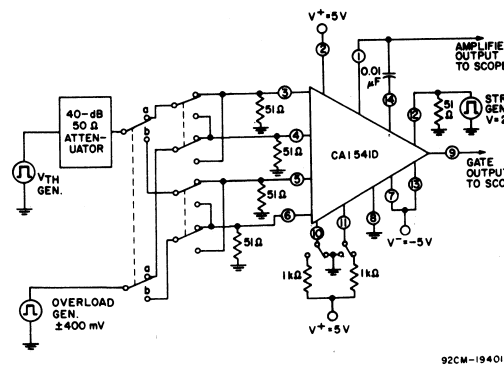 V+=5V
②
①
AMPLIFIE
OUTPUT
TO SCOP
0.01
µF
⑭
40-dB
50 Ω
ATTEN-
UATOR
a
b
VTH
GEN.
③
51Ω
④
51Ω
⑤
51Ω
⑥
51Ω
CA1541D
⑫
51
Ω
STR
GEN
V=2
⑨
GATE
OUTPUT
TO SCO
⑩
⑪
⑧
⑦
⑬
V-=-5V
1kΩ
1kΩ
V+=5V
a
b
OVERLOAD
GEN.
±400 mV
92CM-19401